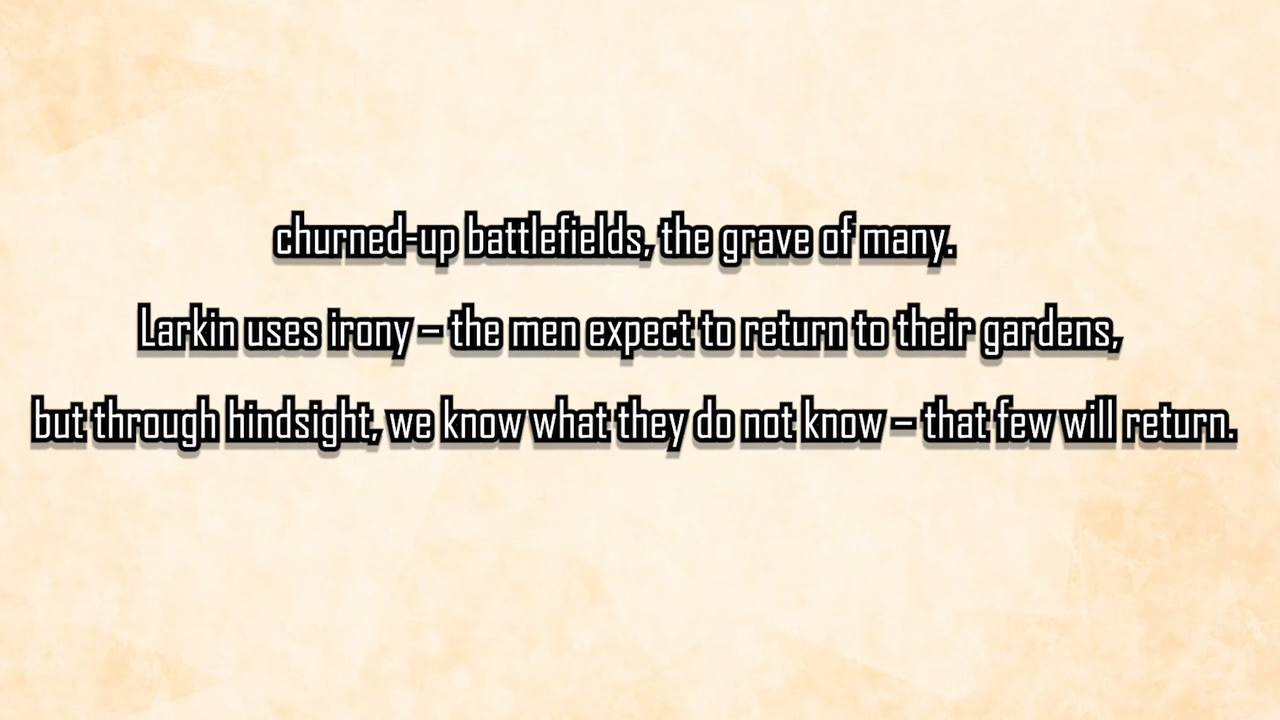 churned-up battlefields, the grave of many.
Larkin uses irony – the men expect to return to their gardens,
but through hindsight, we know what they do not know – that few will return.